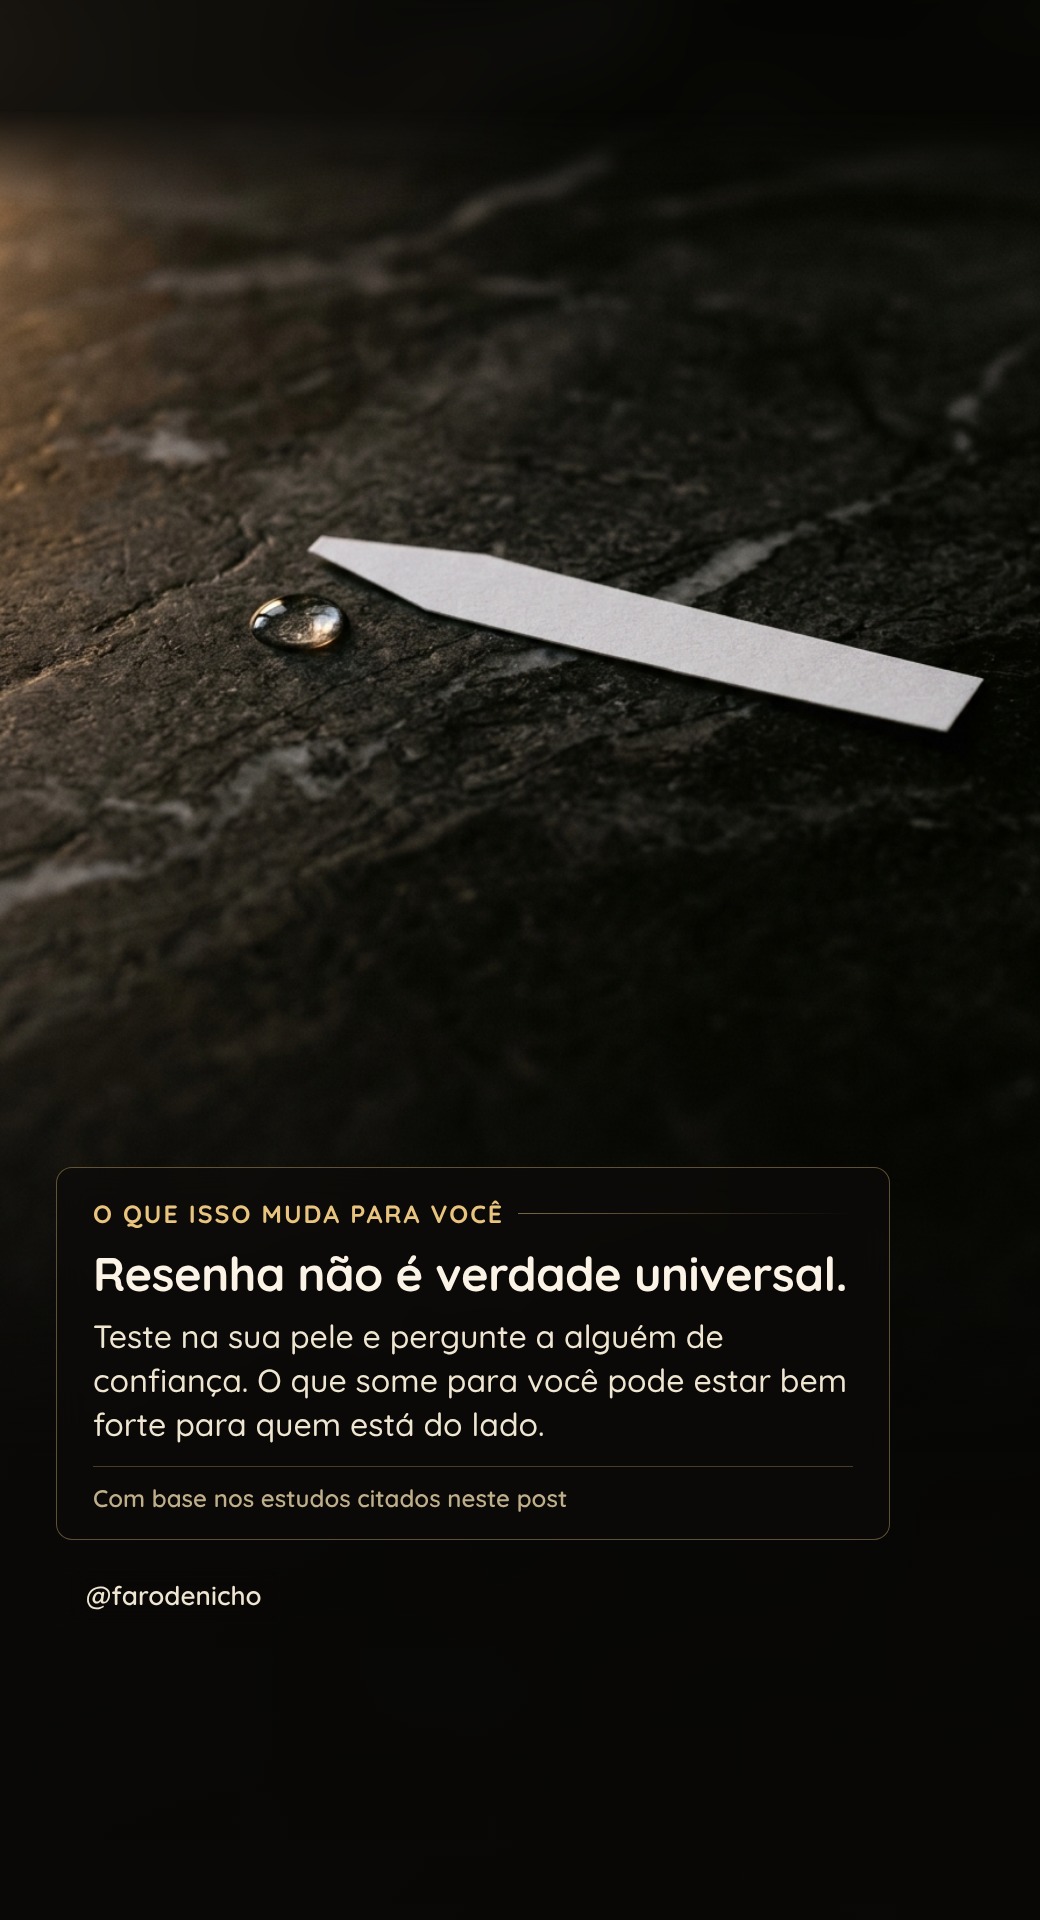 O QUE ISSO MUDA PARA VOCÊ
Resenha não é verdade universal.
Teste na sua pele e pergunte a alguém de
confiança. O que some para você pode estar bem
forte para quem está do lado.
Com base nos estudos citados neste post
@farodenicho